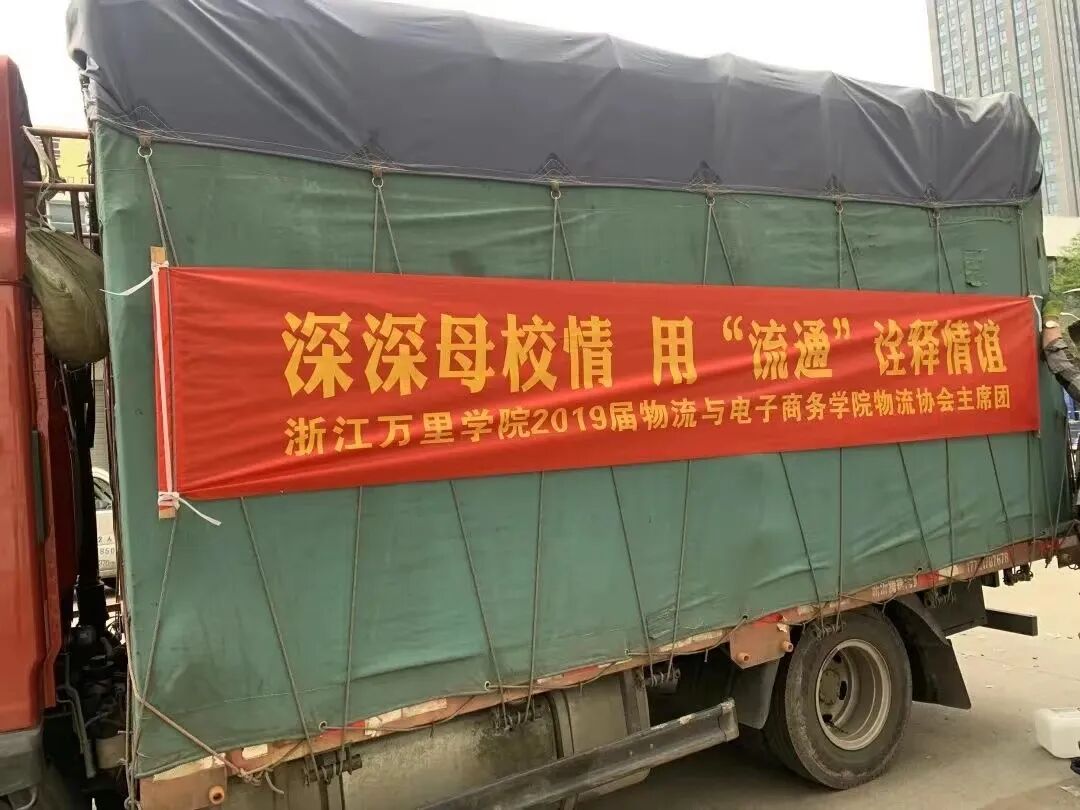 深深母校情 用“流通”诠释情谊
浙江万里学院2019届物流与电子商务学院物流协会主席团